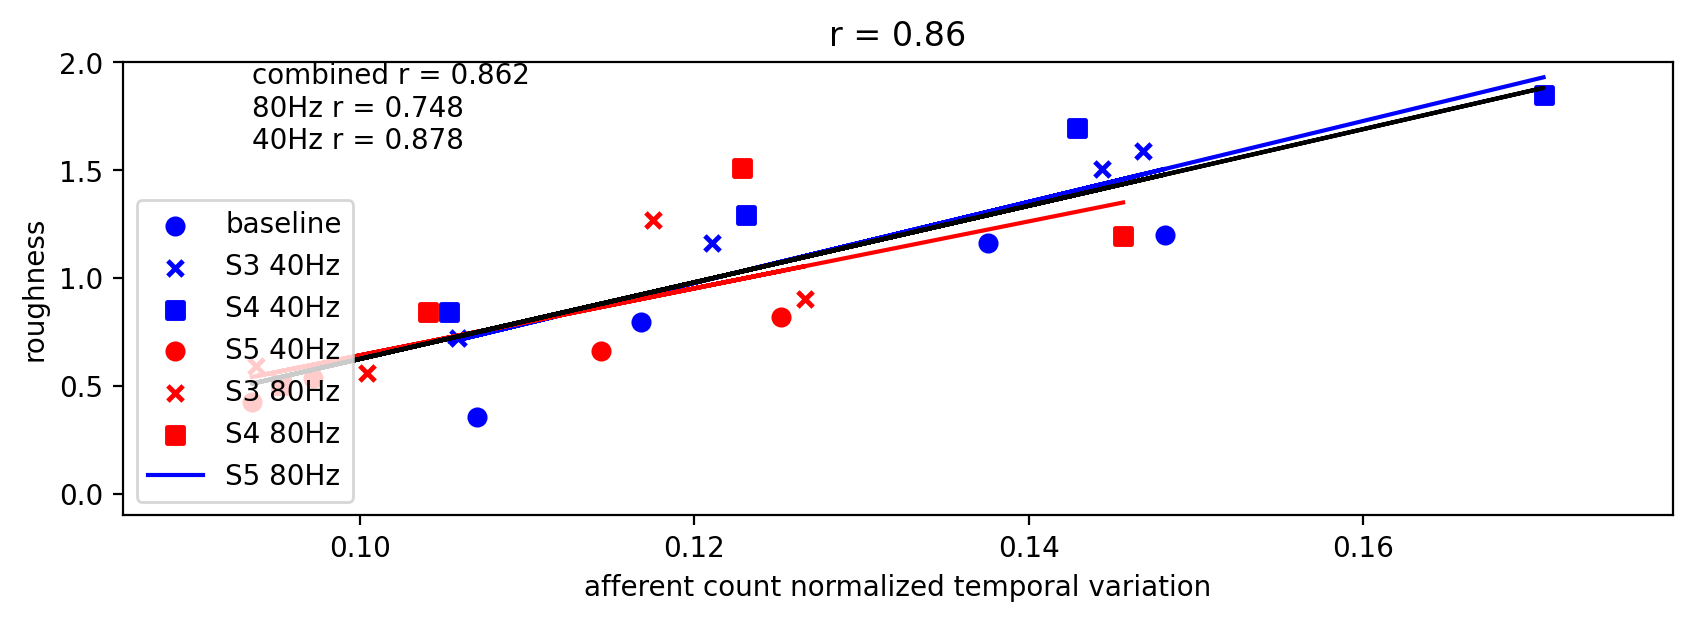 r = 0.86
combined r = 0.862
80Hz r = 0.748
40Hz r = 0.878
baseline
S3 40Hz
S4 40Hz
S5 40Hz
S3 80Hz
S4 80Hz
S5 80Hz
roughness
2.0
1.5
1.0
0.5
0.0
0.10 0.12 0.14 0.16
afferent count normalized temporal variation